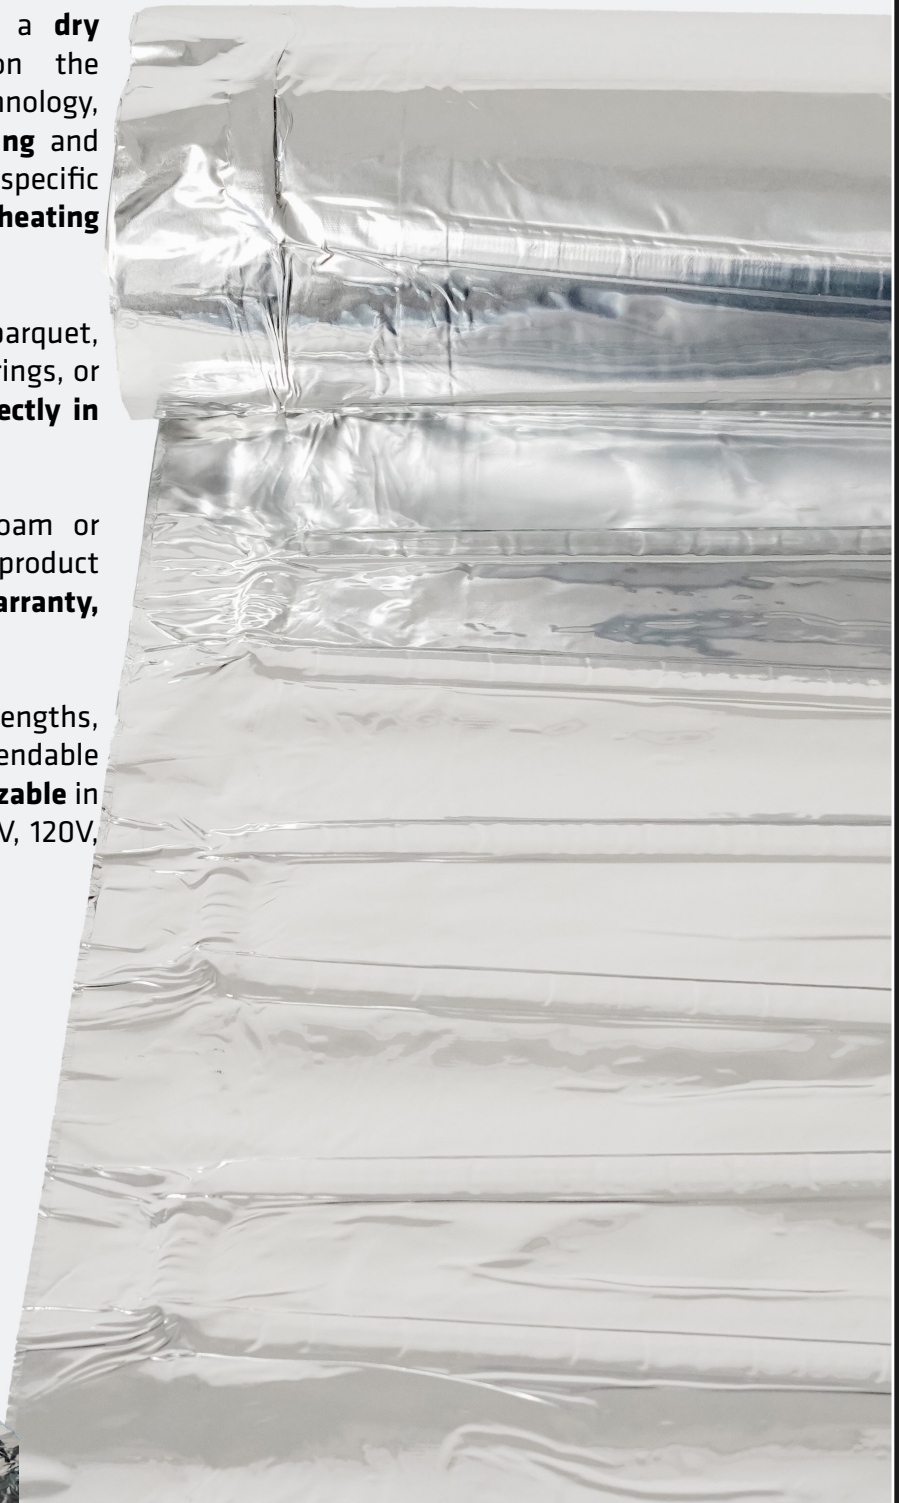 a dry
on the
hnology,
ng and
specific
heating
parquet,
rings, or
ectly in
oam or
product
arranty,
engths,
endable
zable in
V, 120V,